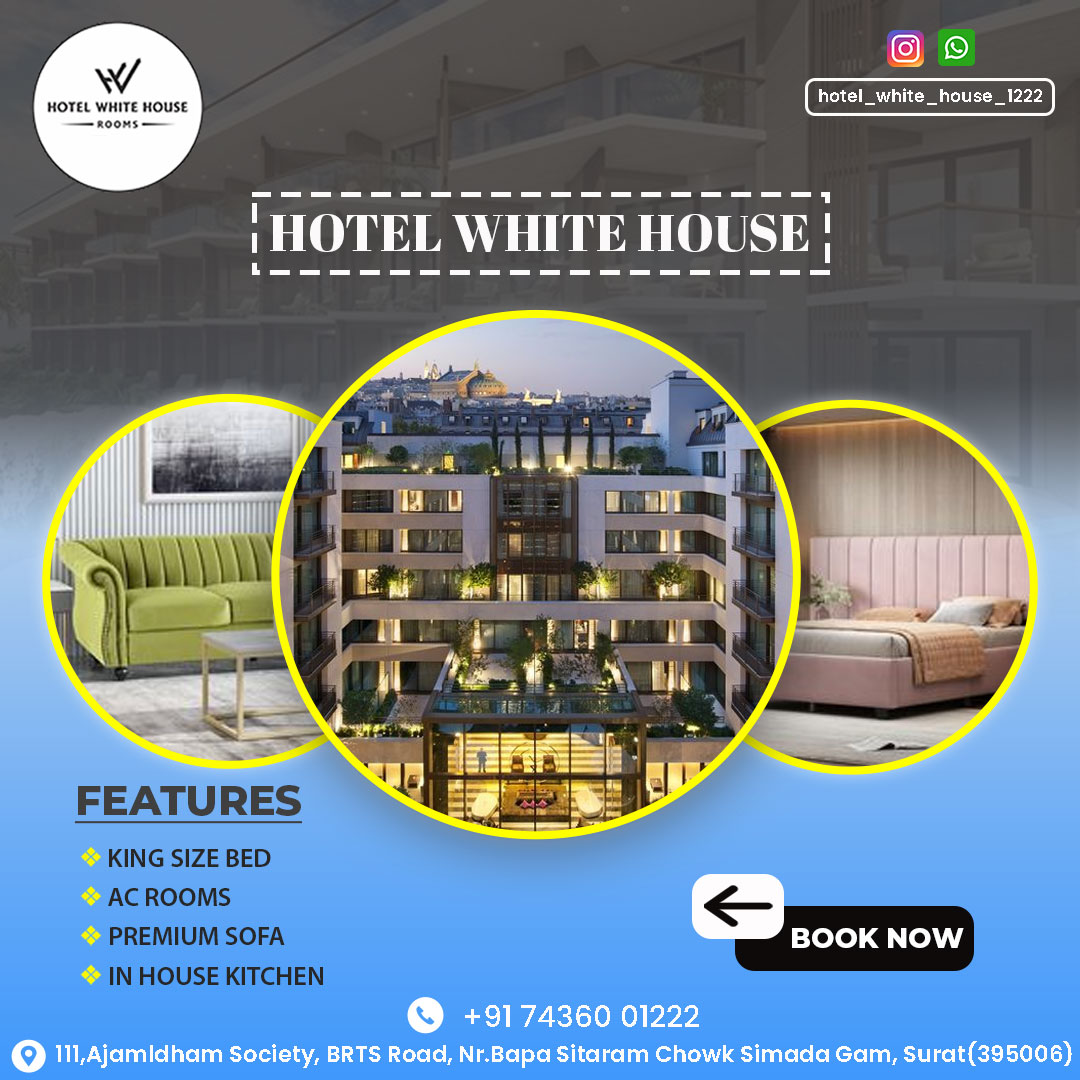 HOTEL WHITE HOUSE
ROOMS
hotel_white_house_1222
HOTEL WHITE HOUSE
FEATURES
KING SIZE BED
AC ROOMS
PREMIUM SOFA
IN HOUSE KITCHEN
BOOK NOW
+91 74360 01222
111,Ajamldham Society, BRTS Road, Nr.Bapa Sitaram Chowk Simada Gam, Surat(395006)